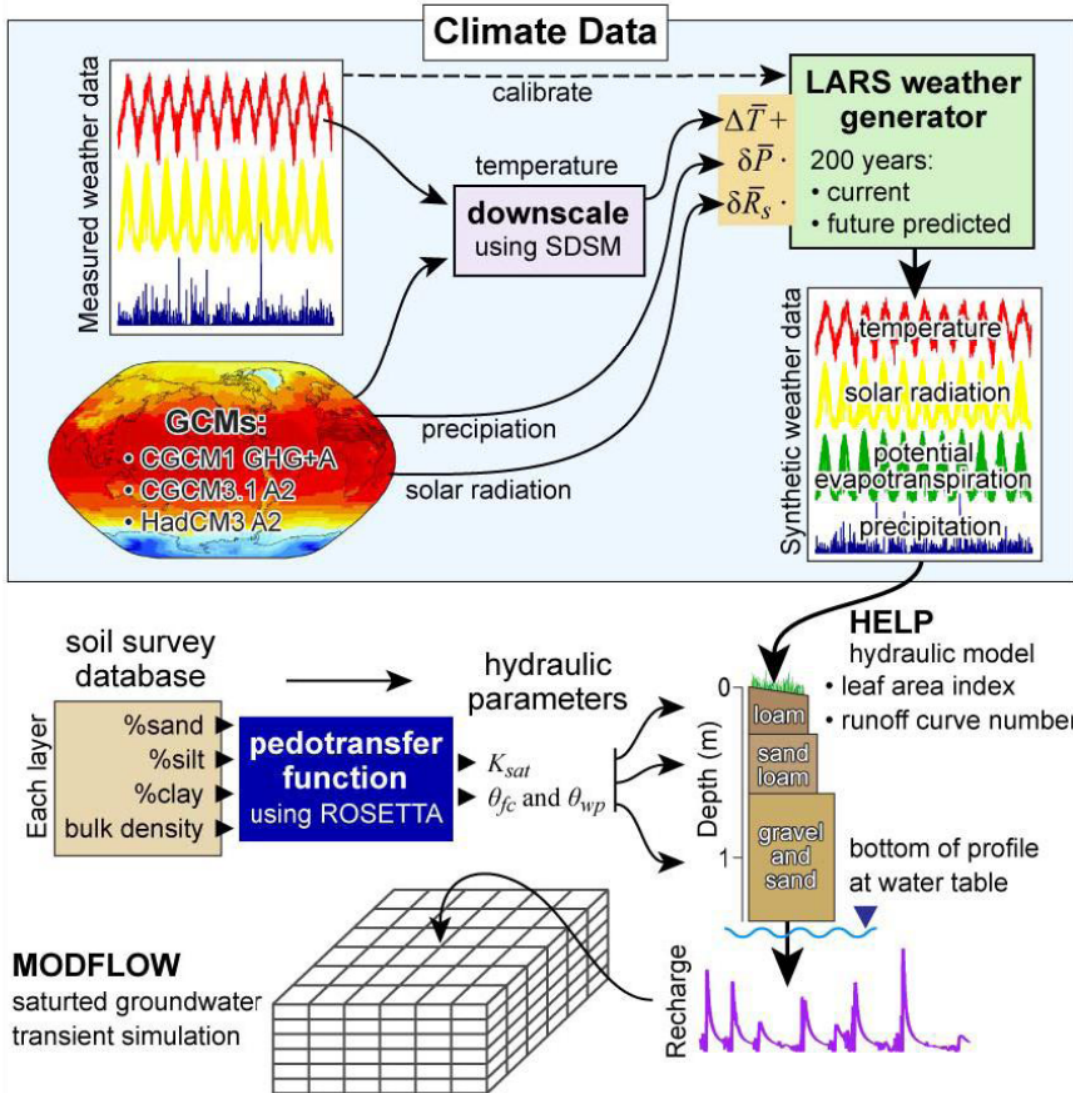 Climate Data
Measured weather data
calibrate
temperature
downscale
using SDSM
ΔT̅ +
δP̅ ·
δR̅s ·
LARS weather
generator
200 years:
• current
• future predicted
GCMs:
• CGCM1 GHG+A
• CGCM3.1 A2
• HadCM3 A2
precipiation
solar radiation
Synthetic weather data
temperature
solar radiation
potential
evapotranspiration
precipitation
soil survey
database
Each layer
%sand
%silt
%clay
bulk density
pedotransfer
function
using ROSETTA
hydraulic
parameters
Ksat
θfc and θwp
HELP
hydraulic model
• leaf area index
• runoff curve number
Depth (m)
0
1
loam
sand
loam
gravel
and
sand
bottom of profile
at water table
MODFLOW
saturted groundwater
transient simulation
Recharge